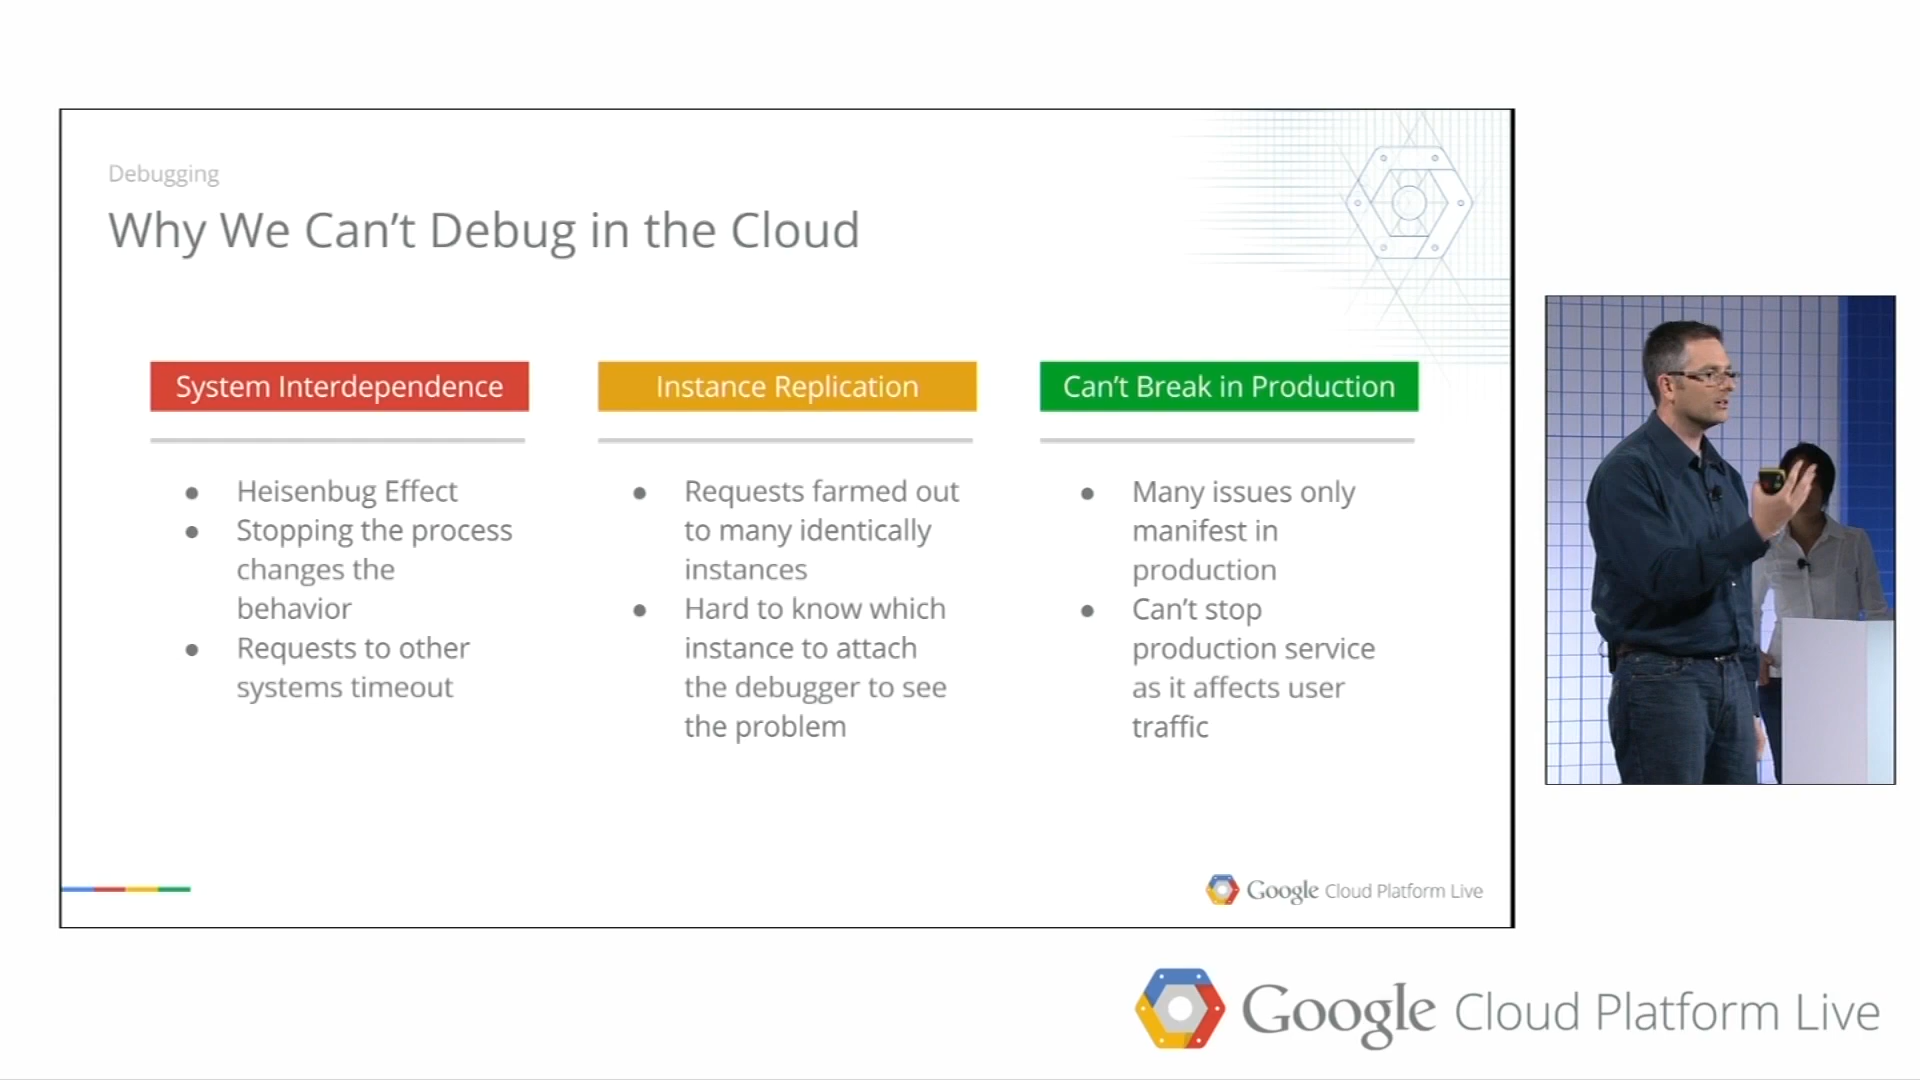 Debugging
Why We Can't Debug in the Cloud
System Interdependence
● Heisenbug Effect
● Stopping the process
changes the
behavior
● Requests to other
systems timeout
Instance Replication
● Requests farmed out
to many identically
instances
● Hard to know which
instance to attach
the debugger to see
the problem
Can't Break in Production
● Many issues only
manifest in
production
● Can't stop
production service
as it affects user
traffic
Google Cloud Platform Live
Google Cloud Platform Live